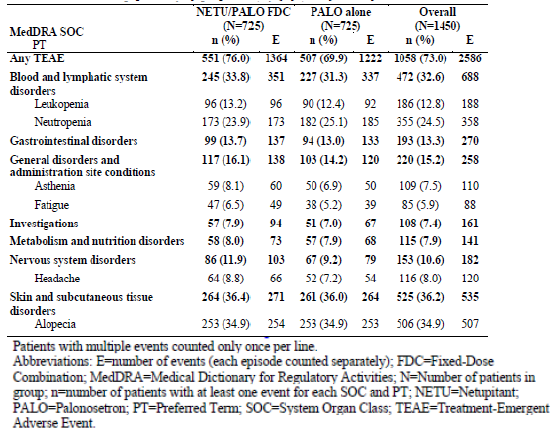 NETU/PALO FDC PALO alone Overall
(N=725) (N=725) (N=1450)
MedDRA SOC n (%) E n (%) E n (%) E
PT
Any TEAE 551 (76.0) 1364 507 (69.9) 1222 1058 (73.0) 2586
Blood and lymphatic system 245 (33.8) 351 227 (31.3) 337 472 (32.6) 688
disorders
Leukopenia 96 (13.2) 96 90 (12.4) 92 186 (12.8) 188
Neutropenia 173 (23.9) 173 182 (25.1) 185 355 (24.5) 358
Gastrointestinal disorders 99 (13.7) 137 94 (13.0) 133 193 (13.3) 270
General disorders and 117 (16.1) 138 103 (14.2) 120 220 (15.2) 258
administration site conditions
Asthenia 59 (8.1) 60 50 (6.9) 50 109 (7.5) 110
Fatigue 47 (6.5) 49 38 (5.2) 39 85 (5.9) 88
Investigations 57 (7.9) 94 51 (7.0) 67 108 (7.4) 161
Metabolism and nutrition disorders 58 (8.0) 73 57 (7.9) 68 115 (7.9) 141
Nervous system disorders 86 (11.9) 103 67 (9.2) 79 153 (10.6) 182
Headache 64 (8.8) 66 52 (7.2) 54 116 (8.0) 120
Skin and subcutaneous tissue 264 (36.4) 271 261 (36.0) 264 525 (36.2) 535
disorders
Alopecia 253 (34.9) 254 253 (34.9) 253 506 (34.9) 507
Patients with multiple events counted only once per line.
Abbreviations: E=number of events (each episode counted separately); FDC=Fixed-Dose
Combination; MedDRA=Medical Dictionary for Regulatory Activities; N=Number of patients in
group; n=number of patients with at least one event for each SOC and PT; NETU=Netupitant;
PALO=Palonosetron; PT=Preferred Term; SOC=System Organ Class; TEAE=Treatment-Emergent
Adverse Event.